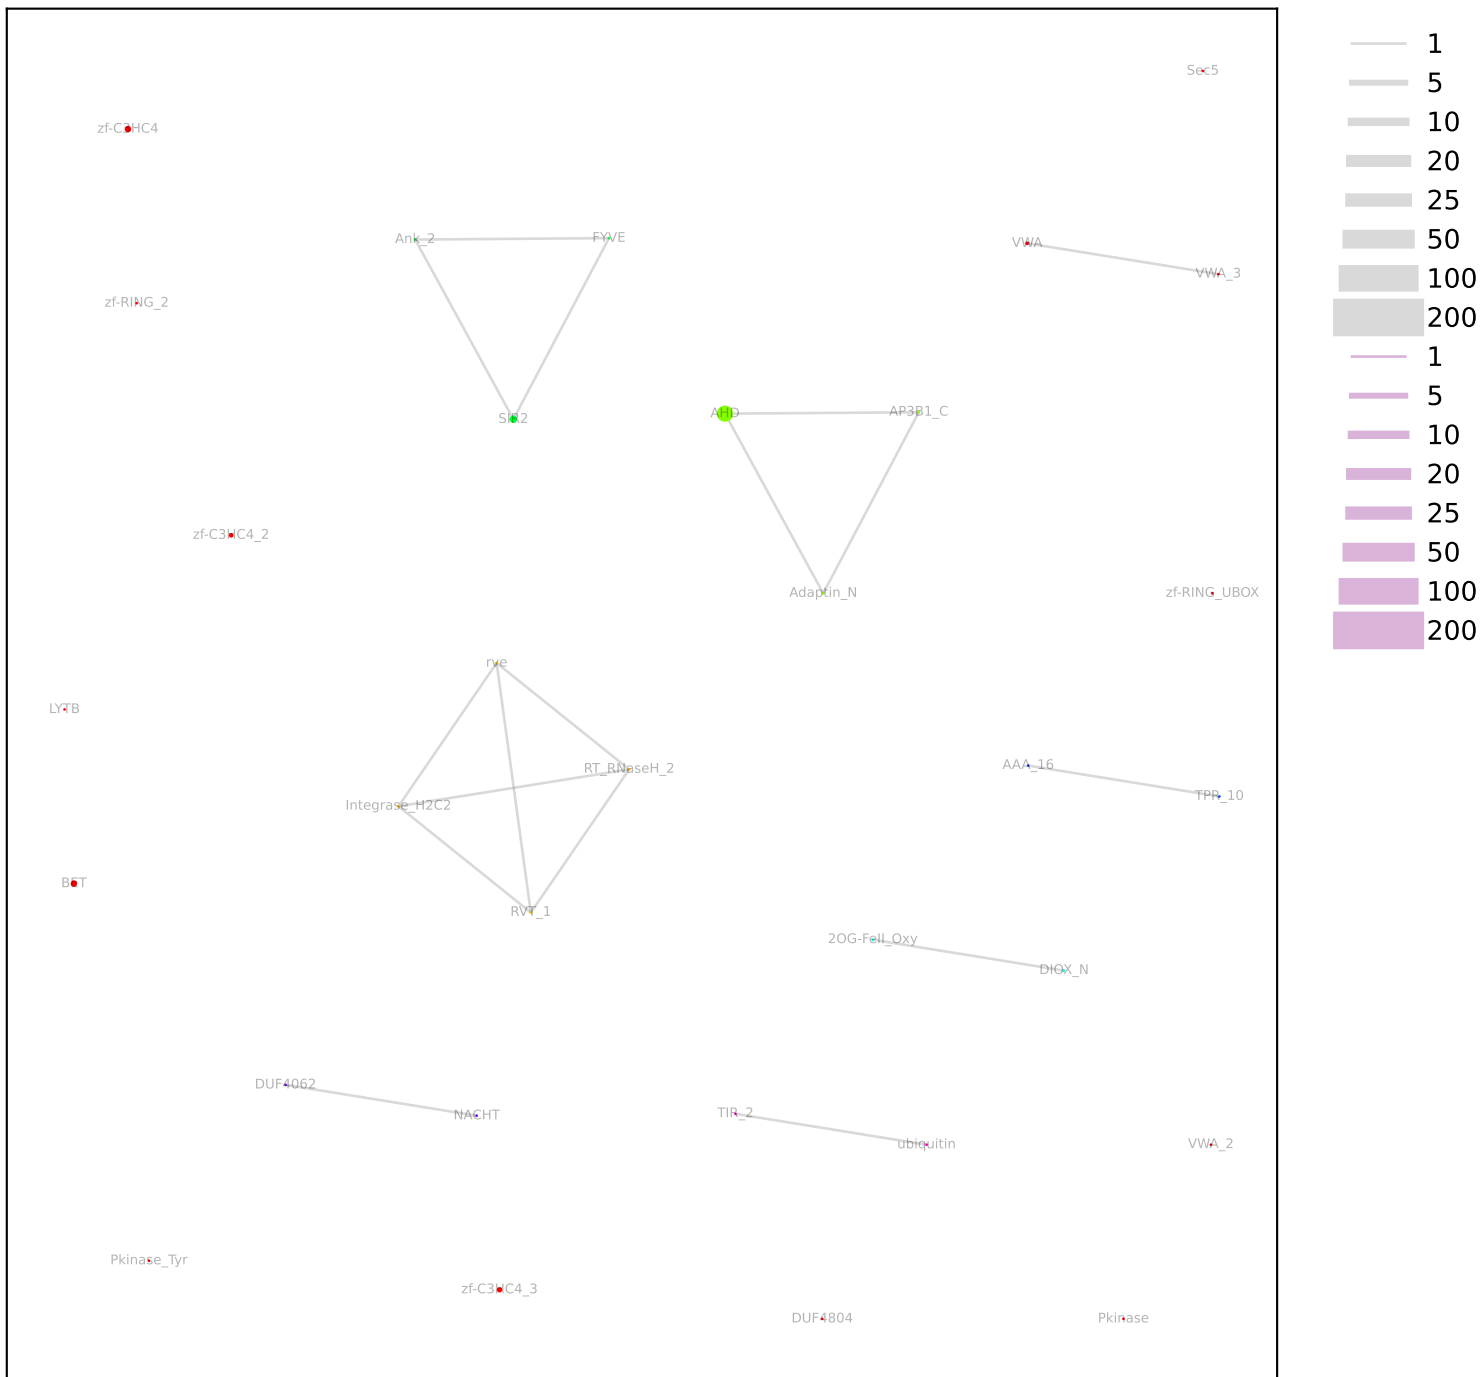 Sec5
zf-C3HC4
Ank_2
FYVE
VWA
VWA_3
zf-RING_2
SIR2
AHD
AP3B1_C
zf-C3HC4_2
Adaptin_N
zf-RING_UBOX
rve
LYTB
RT_RNaseH_2
AAA_16
TPR_10
Integrase_H2C2
BET
RVT_1
2OG-FeII_Oxy
DIOX_N
DUF4062
NACHT
TIR_2
ubiquitin
VWA_2
Pkinase_Tyr
zf-C3HC4_3
DUF4804
Pkinase
1
5
10
20
25
50
100
200
1
5
10
20
25
50
100
200